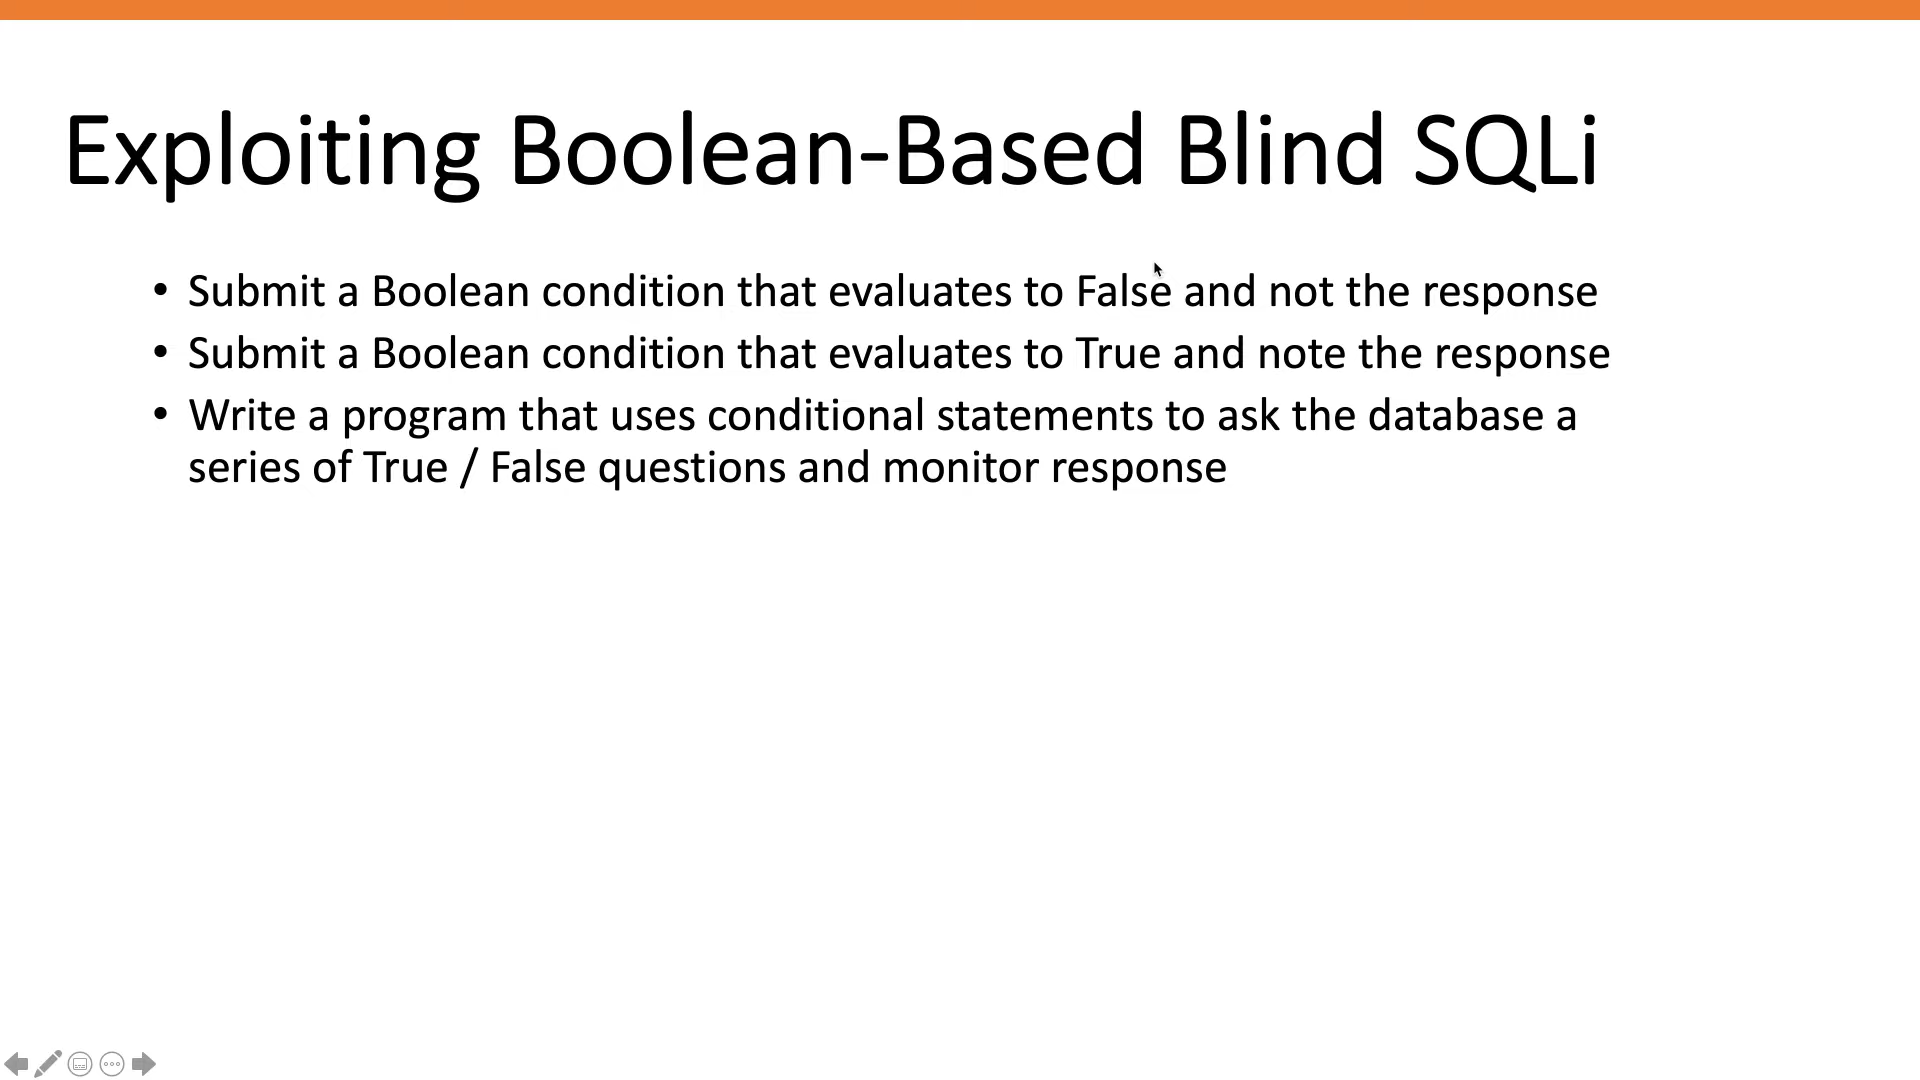 Exploiting Boolean-Based Blind SQLi
• Submit a Boolean condition that evaluates to False and not the response
• Submit a Boolean condition that evaluates to True and note the response
• Write a program that uses conditional statements to ask the database a
series of True / False questions and monitor response